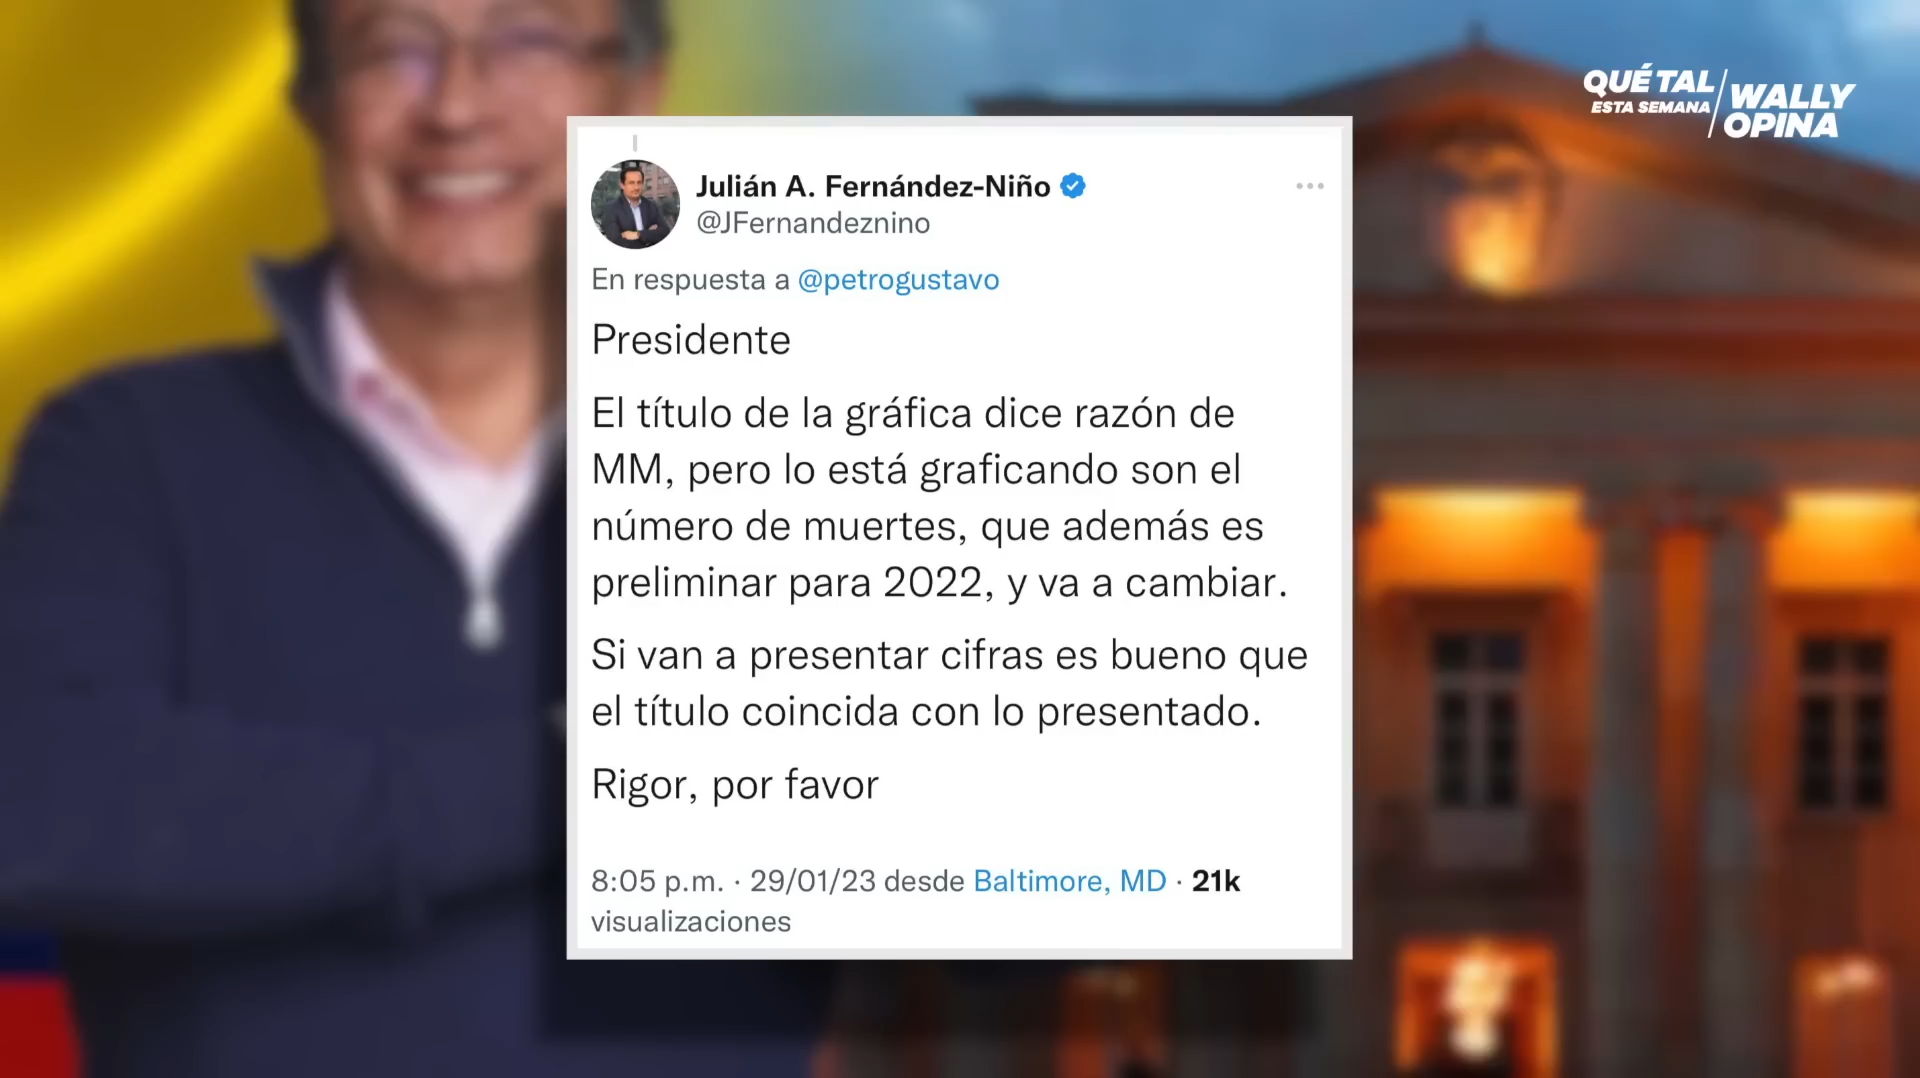 QUÉ TAL
ESTA SEMANA
WALLY
OPINA
Julián A. Fernández-Niño
@JFernandeznino
En respuesta a @petrogustavo
Presidente
El título de la gráfica dice razón de
MM, pero lo está graficando son el
número de muertes, que además es
preliminar para 2022, y va a cambiar.
Si van a presentar cifras es bueno que
el título coincida con lo presentado.
Rigor, por favor
8:05 p.m. · 29/01/23 desde Baltimore, MD · 21k
visualizaciones